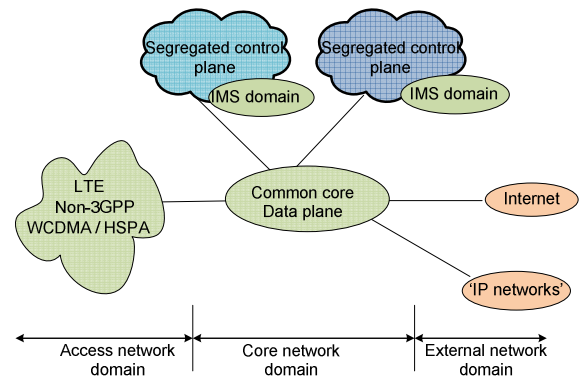 Segregated control
plane
IMS domain
Segregated control
plane
IMS domain
LTE
Non-3GPP
WCDMA / HSPA
Common core
Data plane
Internet
'IP networks'
Access network
domain
Core network
domain
External network
domain